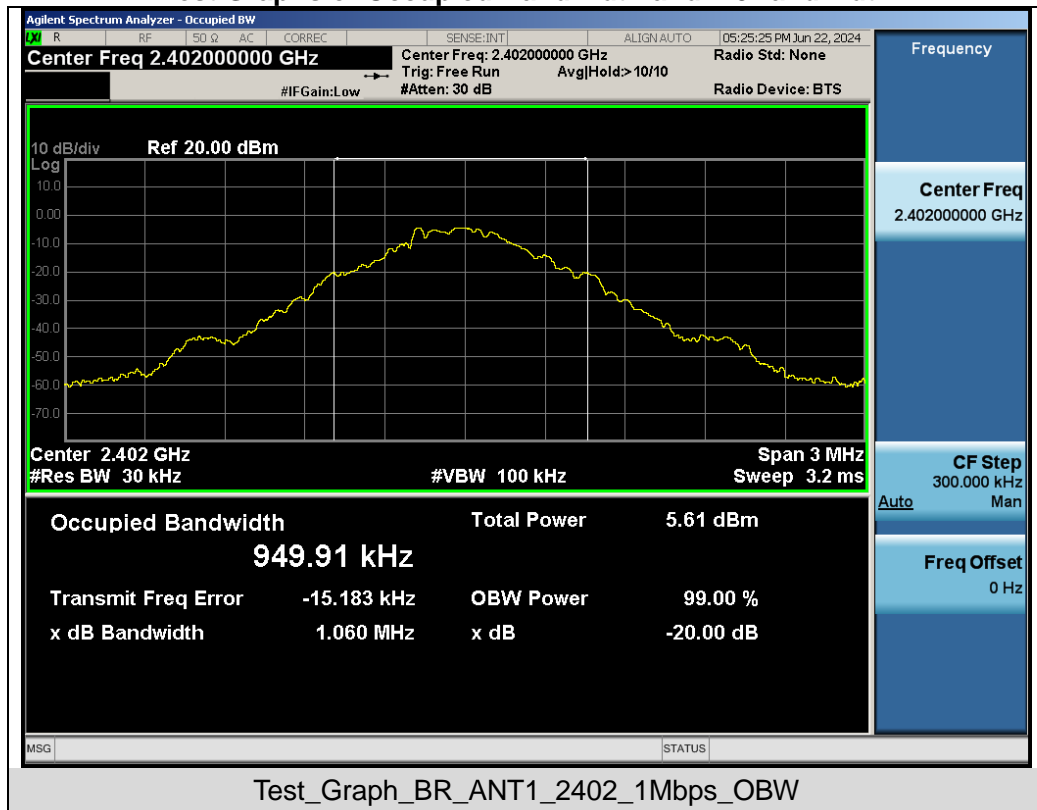 Agilent Spectrum Analyzer - Occupied BW
LXI R RF 50 Ω AC CORREC SENSE:INT ALIGN AUTO 05:25:25 PM Jun 22, 2024
Center Freq 2.402000000 GHz
Center Freq: 2.402000000 GHz Radio Std: None
Trig: Free Run Avg|Hold:> 10/10
#IFGain:Low #Atten: 30 dB Radio Device: BTS
Frequency
10 dB/div Ref 20.00 dBm
Log
10.0
0.00
-10.0
-20.0
-30.0
-40.0
-50.0
-60.0
-70.0
Center 2.402 GHz Span 3 MHz
#Res BW 30 kHz #VBW 100 kHz Sweep 3.2 ms
Center Freq
2.402000000 GHz
CF Step
300.000 kHz
Auto Man
Freq Offset
0 Hz
Occupied Bandwidth Total Power 5.61 dBm
949.91 kHz
Transmit Freq Error -15.183 kHz OBW Power 99.00 %
x dB Bandwidth 1.060 MHz x dB -20.00 dB
MSG STATUS
Test_Graph_BR_ANT1_2402_1Mbps_OBW